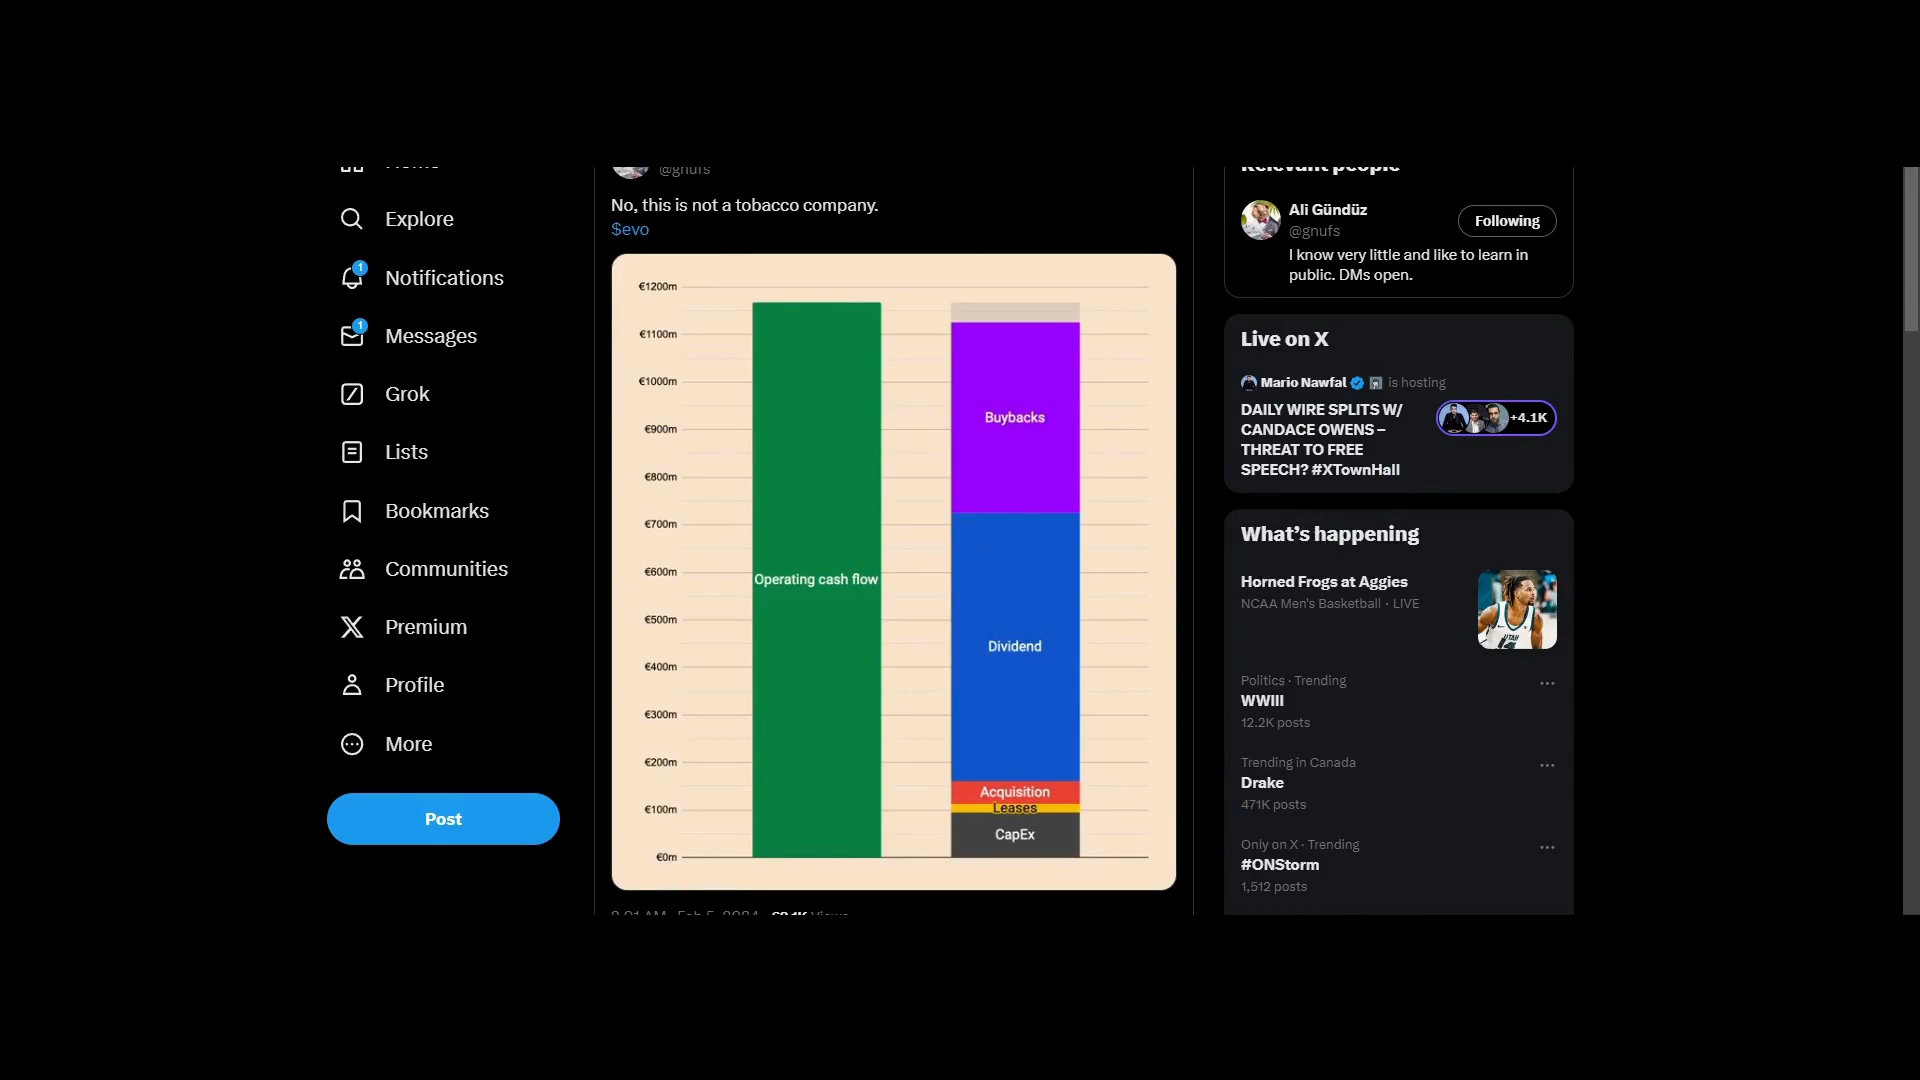 Explore
Notifications
1
Messages
1
Grok
Lists
Bookmarks
Communities
Premium
Profile
More
Post
@gnufs
No, this is not a tobacco company.
$evo
€1200m
€1100m
€1000m
€900m
€800m
€700m
€600m
€500m
€400m
€300m
€200m
€100m
€0m
Operating cash flow
Buybacks
Dividend
Acquisition
Leases
CapEx
Relevant people
Ali Gündüz
@gnufs
Following
I know very little and like to learn in
public. DMs open.
Live on X
Mario Nawfal is hosting
DAILY WIRE SPLITS W/
CANDACE OWENS –
THREAT TO FREE
SPEECH? #XTownHall
+4.1K
What’s happening
Horned Frogs at Aggies
NCAA Men's Basketball · LIVE
UTAH
Politics · Trending
WWIII
12.2K posts
Trending in Canada
Drake
471K posts
Only on X · Trending
#ONStorm
1,512 posts